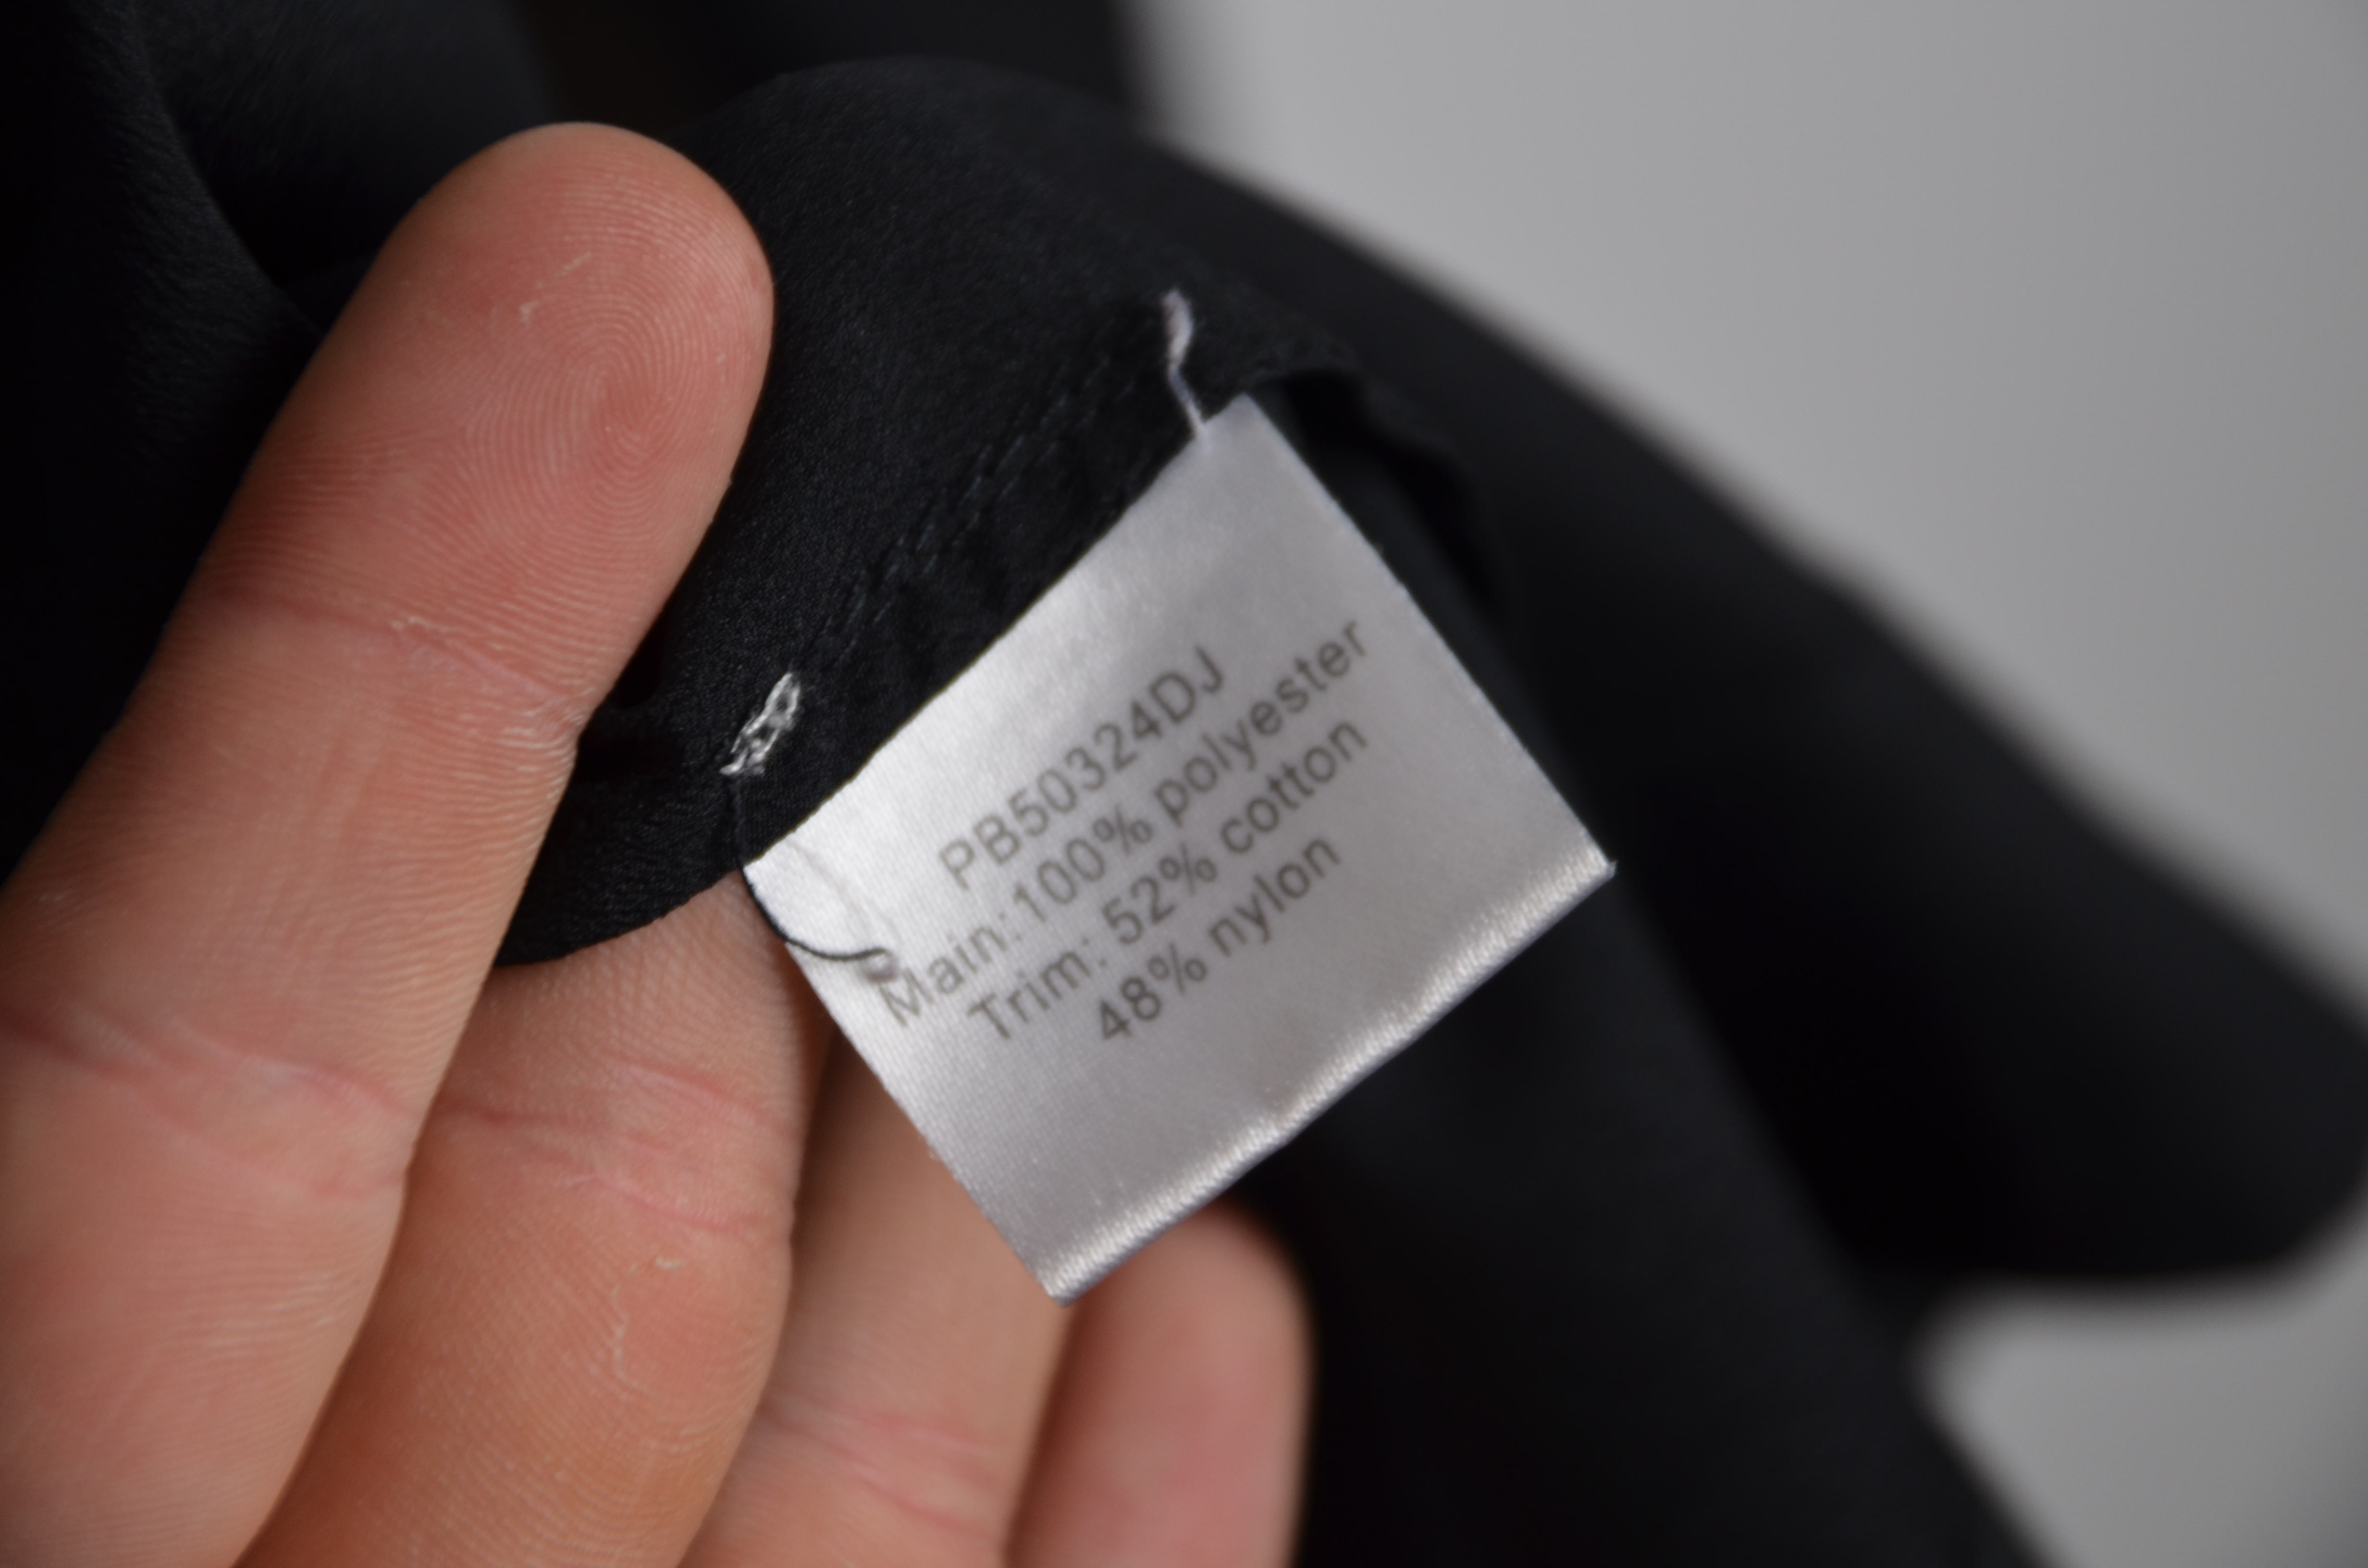 PB50324DJ
Main:100% polyester
Trim: 52% cotton
48% nylon